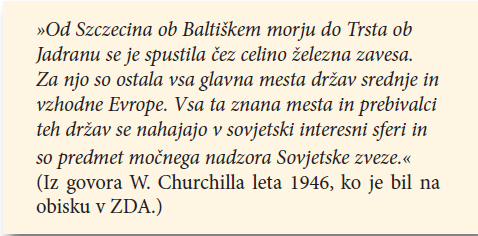 »Od Szczecina ob Baltiškem morju do Trsta ob
Jadranu se je spustila čez celino železna zavesa.
Za njo so ostala vsa glavna mesta držav srednje in
vzhodne Evrope. Vsa ta znana mesta in prebivalci
teh držav se nahajajo v sovjetski interesni sferi in
so predmet močnega nadzora Sovjetske zveze.«
(Iz govora W. Churchilla leta 1946, ko je bil na
obisku v ZDA.)